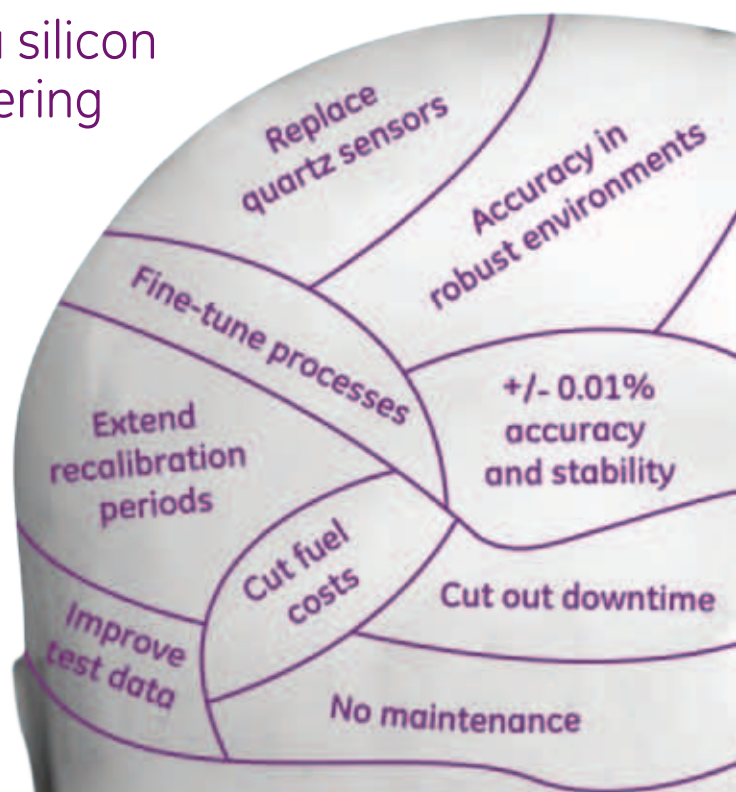 silicon
ering
Replace
quartz sensors
Accuracy in
robust environments
Fine-tune processes
+/- 0.01%
accuracy
and stability
Extend
recalibration
periods
Cut fuel
costs
Cut out downtime
Improve
test data
No maintenance